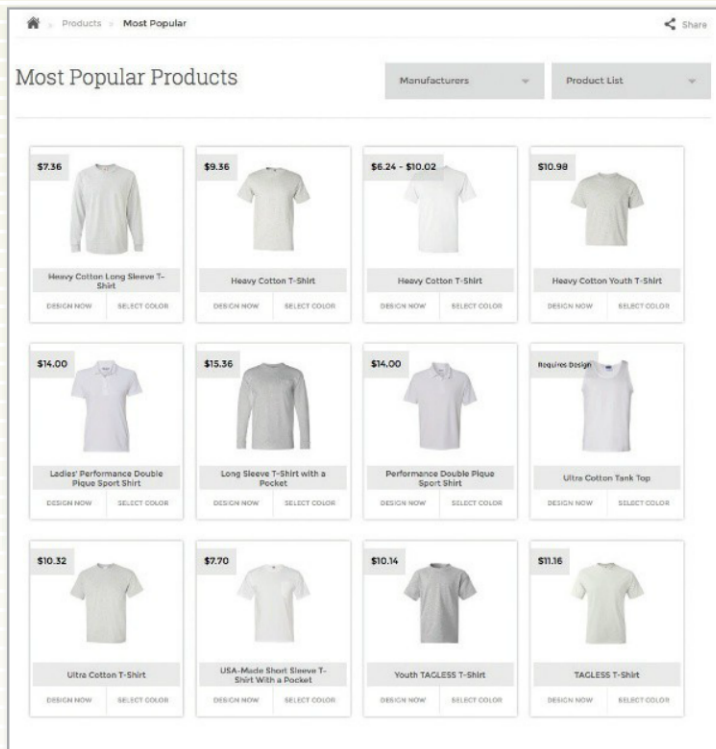 Products Most Popular
Share
Most Popular Products
Manufacturers
Product List
$7.36
Heavy Cotton Long Sleeve T-
Shirt
DESIGN NOW SELECT COLOR
$9.36
Heavy Cotton T-Shirt
DESIGN NOW SELECT COLOR
$6.24 - $10.02
Heavy Cotton T-Shirt
DESIGN NOW SELECT COLOR
$10.98
Heavy Cotton Youth T-Shirt
DESIGN NOW SELECT COLOR
$14.00
Ladies' Performance Double
Pique Sport Shirt
DESIGN NOW SELECT COLOR
$15.36
Long Sleeve T-Shirt with a
Pocket
DESIGN NOW SELECT COLOR
$14.00
Performance Double Pique
Sport Shirt
DESIGN NOW SELECT COLOR
Requires Design
Ultra Cotton Tank Top
DESIGN NOW SELECT COLOR
$10.32
Ultra Cotton T-Shirt
DESIGN NOW SELECT COLOR
$7.70
USA-Made Short Sleeve T-
Shirt With a Pocket
DESIGN NOW SELECT COLOR
$10.14
Youth TAGLESS T-Shirt
DESIGN NOW SELECT COLOR
$11.16
TAGLESS T-Shirt
DESIGN NOW SELECT COLOR